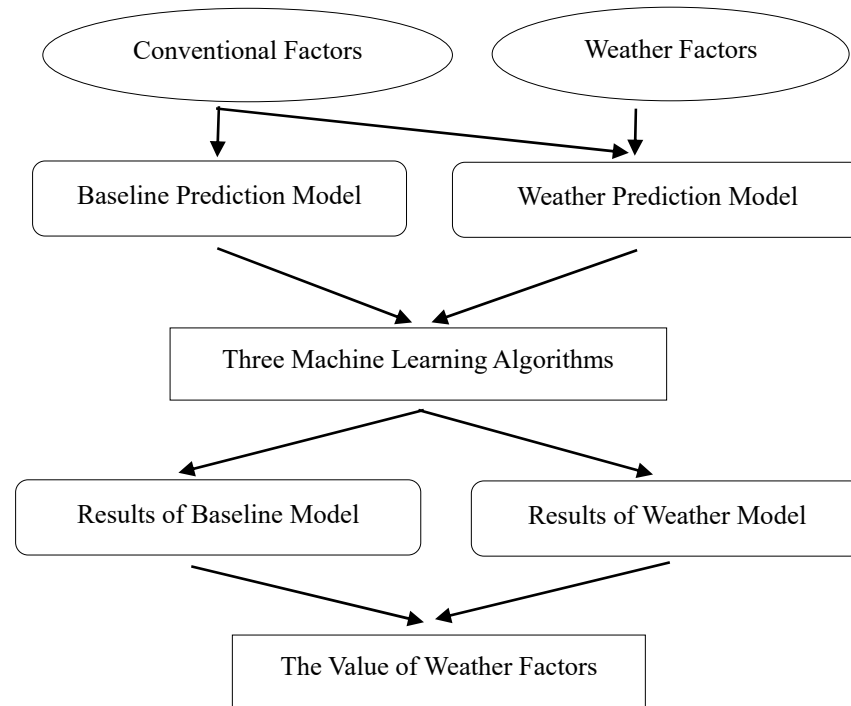 Conventional Factors
Weather Factors
Baseline Prediction Model
Weather Prediction Model
Three Machine Learning Algorithms
Results of Baseline Model
Results of Weather Model
The Value of Weather Factors